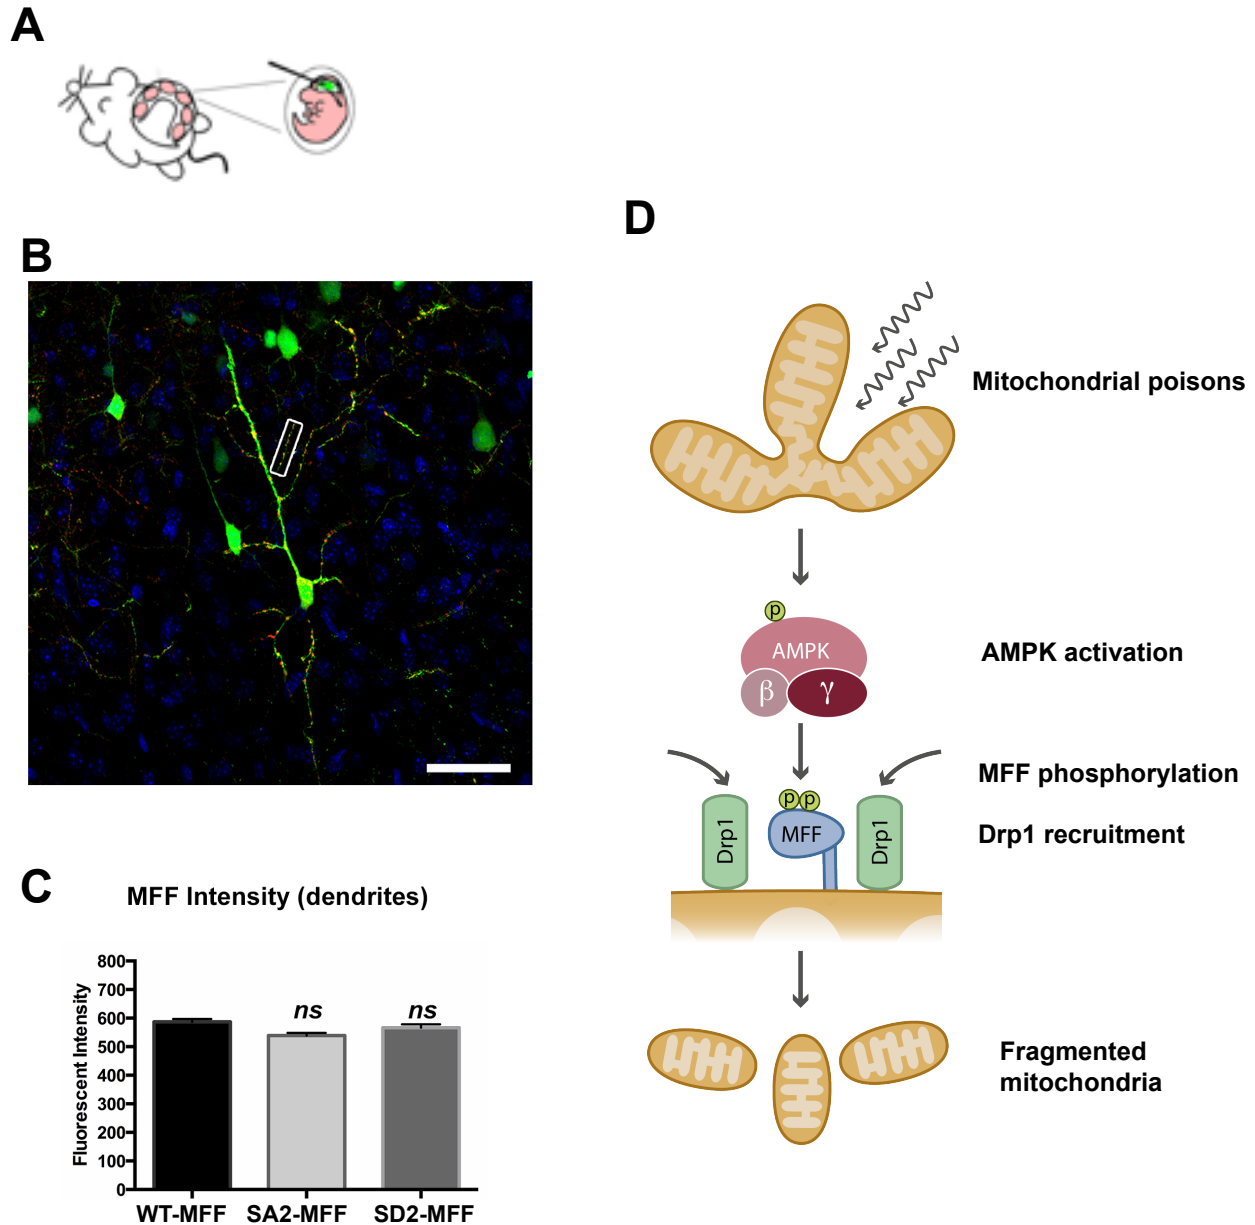 A
B
C
MFF Intensity (dendrites)
Fluorescent Intensity
800
700
600
500
400
300
200
100
0
ns
ns
WT-MFF
SA2-MFF
SD2-MFF
D
Mitochondrial poisons
P
AMPK
β
γ
AMPK activation
MFF phosphorylation
P P
Drp1
MFF
Drp1
Drp1 recruitment
Fragmented
mitochondria